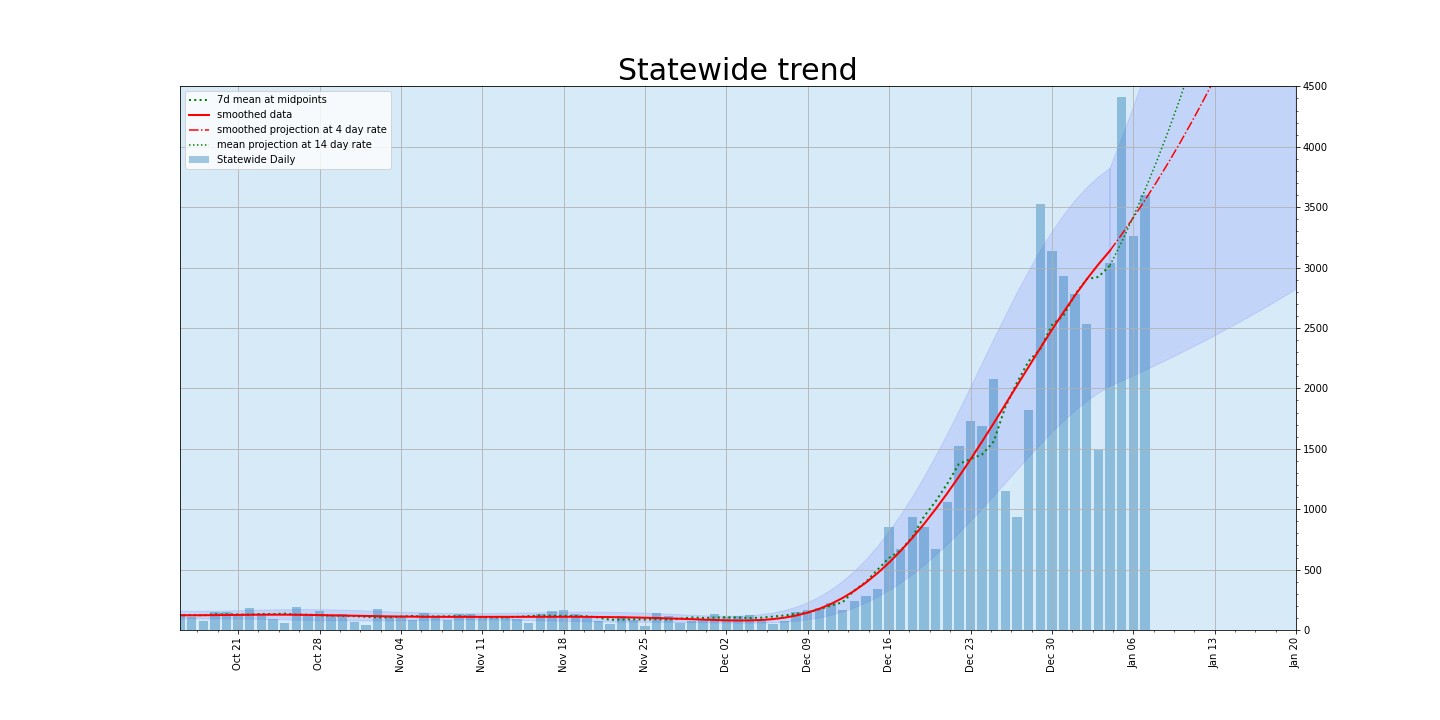 Statewide trend
7d mean at midpoints
smoothed data
smoothed projection at 4 day rate
mean projection at 14 day rate
Statewide Daily
4500
4000
3500
3000
2500
2000
1500
1000
500
0
Oct 21
Oct 28
Nov 04
Nov 11
Nov 18
Nov 25
Dec 02
Dec 09
Dec 16
Dec 23
Dec 30
Jan 06
Jan 13
Jan 20